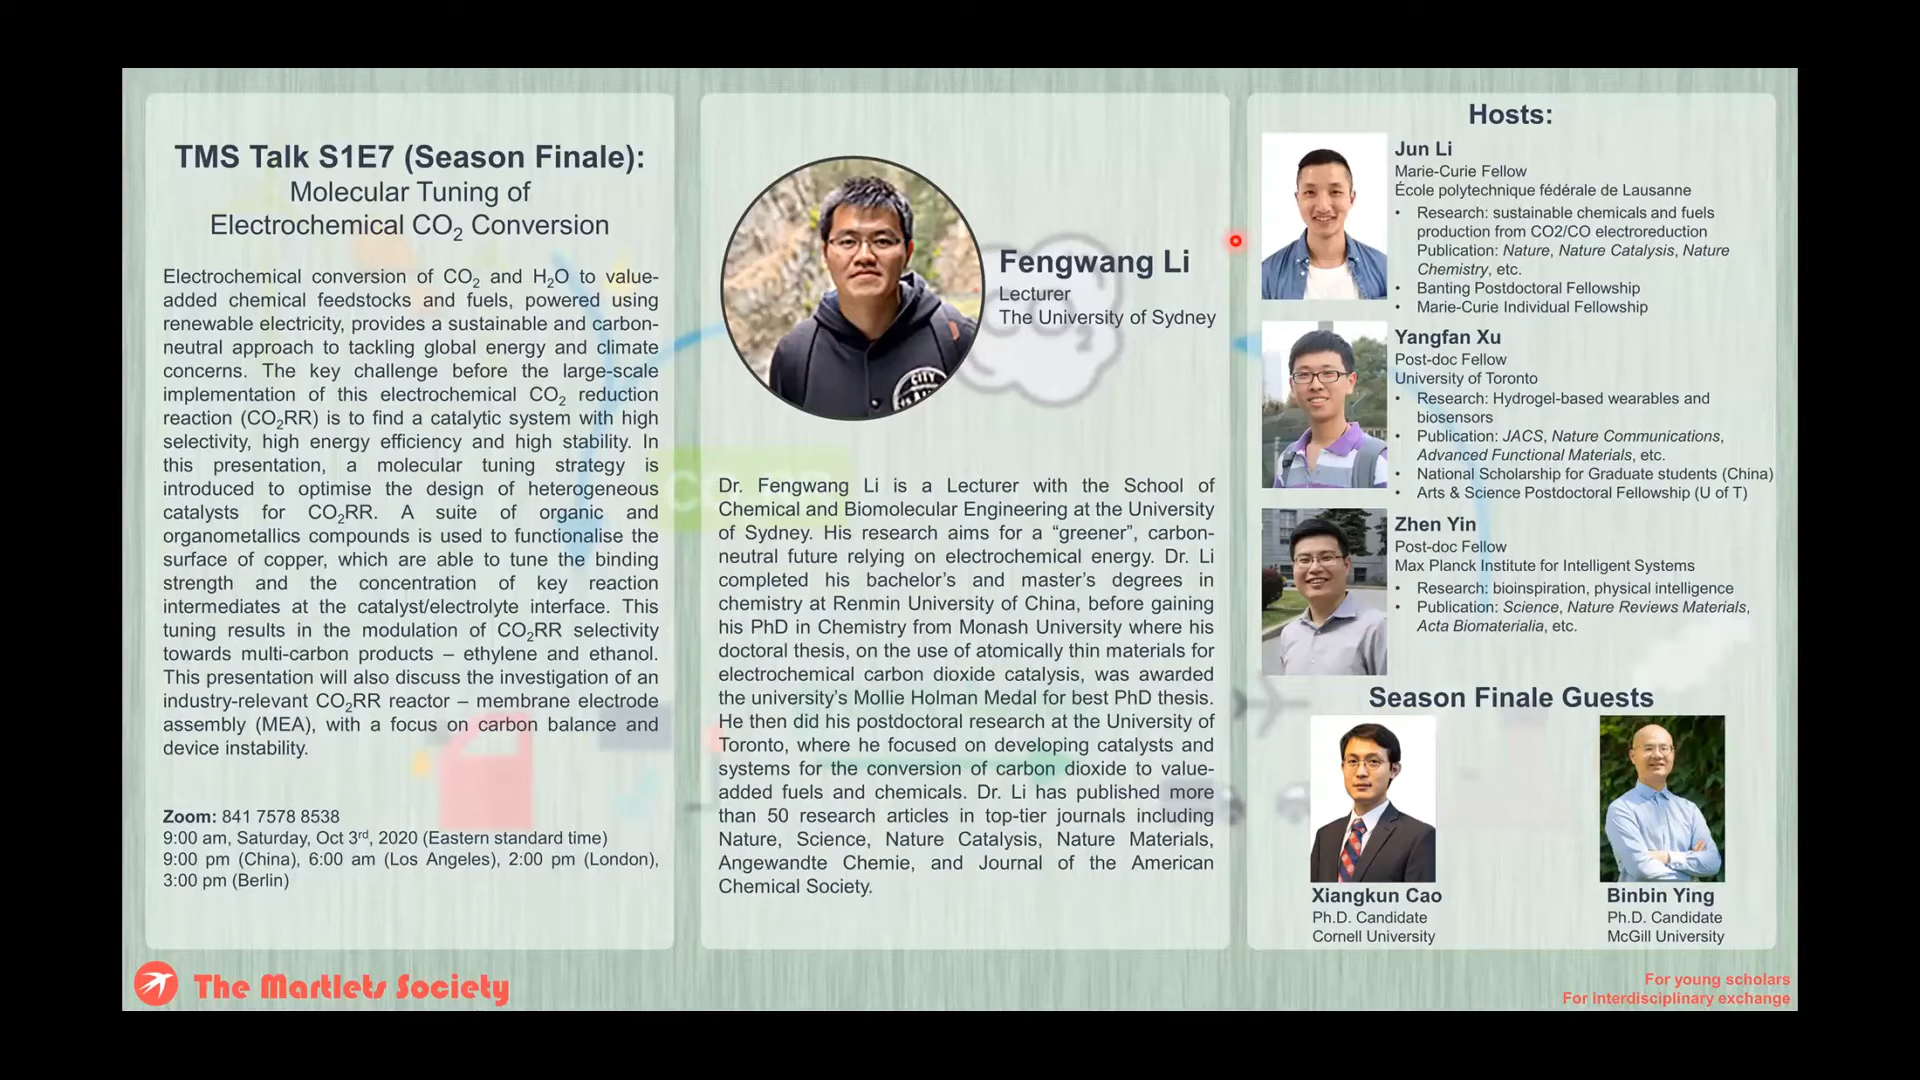 TMS Talk S1E7 (Season Finale):
Molecular Tuning of
Electrochemical CO₂ Conversion
Electrochemical conversion of CO₂ and H₂O to value-
added chemical feedstocks and fuels, powered using
renewable electricity, provides a sustainable and carbon-
neutral approach to tackling global energy and climate
concerns. The key challenge before the large-scale
implementation of this electrochemical CO₂ reduction
reaction (CO₂RR) is to find a catalytic system with high
selectivity, high energy efficiency and high stability. In
this presentation, a molecular tuning strategy is
introduced to optimise the design of heterogeneous
catalysts for CO₂RR. A suite of organic and
organometallics compounds is used to functionalise the
surface of copper, which are able to tune the binding
strength and the concentration of key reaction
intermediates at the catalyst/electrolyte interface. This
tuning results in the modulation of CO₂RR selectivity
towards multi-carbon products – ethylene and ethanol.
This presentation will also discuss the investigation of an
industry-relevant CO₂RR reactor – membrane electrode
assembly (MEA), with a focus on carbon balance and
device instability.
Zoom: 841 7578 8538
9:00 am, Saturday, Oct 3rd, 2020 (Eastern standard time)
9:00 pm (China), 6:00 am (Los Angeles), 2:00 pm (London),
3:00 pm (Berlin)
Fengwang Li
Lecturer
The University of Sydney
CITY
Dr. Fengwang Li is a Lecturer with the School of
Chemical and Biomolecular Engineering at the University
of Sydney. His research aims for a “greener”, carbon-
neutral future relying on electrochemical energy. Dr. Li
completed his bachelor’s and master’s degrees in
chemistry at Renmin University of China, before gaining
his PhD in Chemistry from Monash University where his
doctoral thesis, on the use of atomically thin materials for
electrochemical carbon dioxide catalysis, was awarded
the university’s Mollie Holman Medal for best PhD thesis.
He then did his postdoctoral research at the University of
Toronto, where he focused on developing catalysts and
systems for the conversion of carbon dioxide to value-
added fuels and chemicals. Dr. Li has published more
than 50 research articles in top-tier journals including
Nature, Science, Nature Catalysis, Nature Materials,
Angewandte Chemie, and Journal of the American
Chemical Society.
Hosts:
Jun Li
Marie-Curie Fellow
École polytechnique fédérale de Lausanne
• Research: sustainable chemicals and fuels
production from CO2/CO electroreduction
Publication: Nature, Nature Catalysis, Nature
Chemistry, etc.
• Banting Postdoctoral Fellowship
• Marie-Curie Individual Fellowship
Yangfan Xu
Post-doc Fellow
University of Toronto
• Research: Hydrogel-based wearables and
biosensors
• Publication: JACS, Nature Communications,
Advanced Functional Materials, etc.
• National Scholarship for Graduate students (China)
• Arts & Science Postdoctoral Fellowship (U of T)
Zhen Yin
Post-doc Fellow
Max Planck Institute for Intelligent Systems
• Research: bioinspiration, physical intelligence
• Publication: Science, Nature Reviews Materials,
Acta Biomaterialia, etc.
Season Finale Guests
Xiangkun Cao
Ph.D. Candidate
Cornell University
Binbin Ying
Ph.D. Candidate
McGill University
The Martlets Society
For young scholars
For interdisciplinary exchange